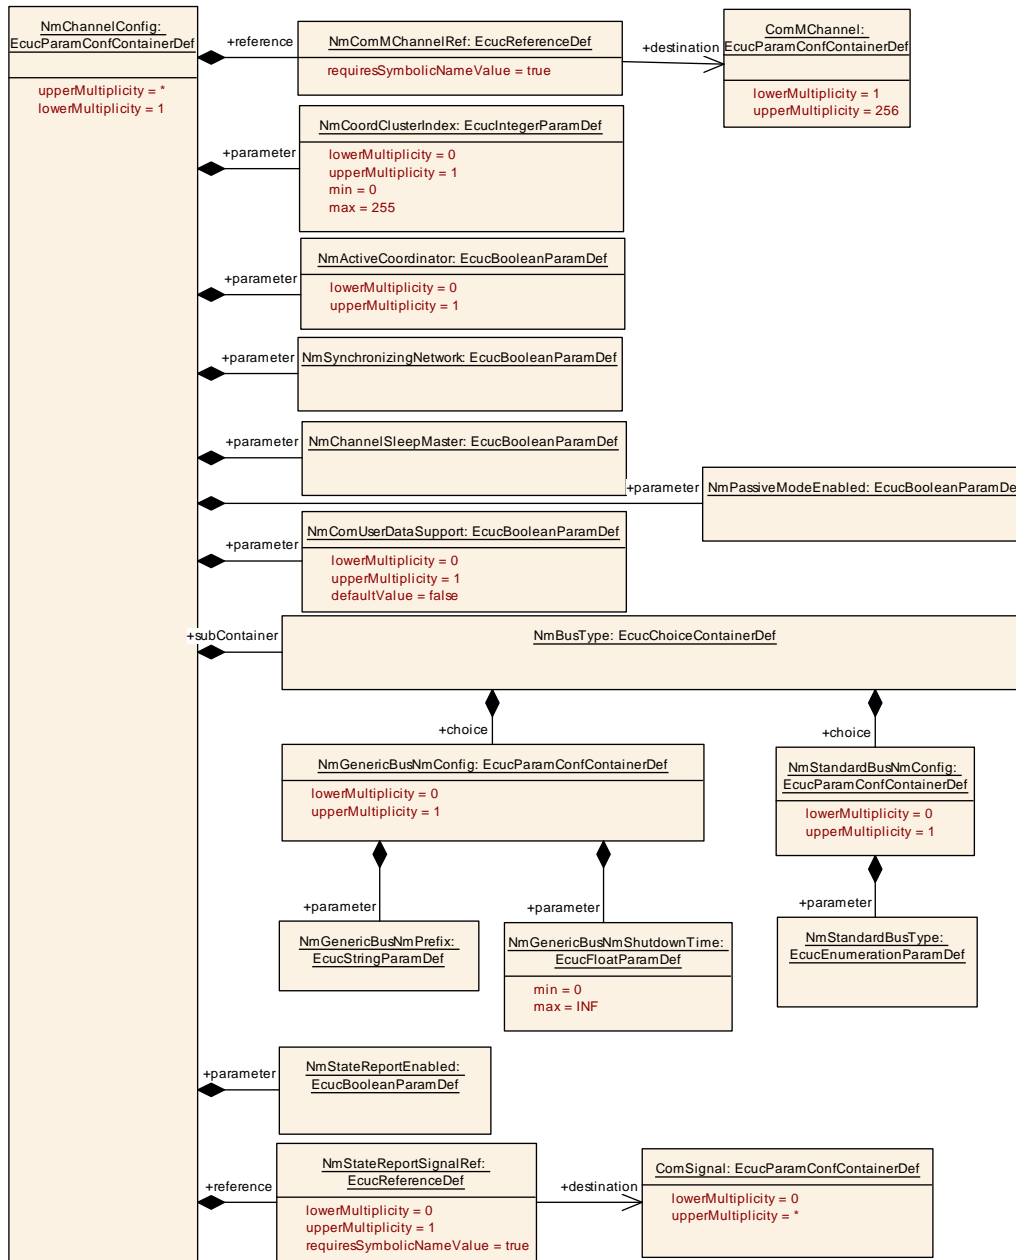 NmChannelConfig:
EcucParamConfContainerDef
upperMultiplicity = *
lowerMultiplicity = 1
+reference
NmComMChannelRef: EcucReferenceDef
requiresSymbolicNameValue = true
+destination
ComMChannel:
EcucParamConfContainerDef
lowerMultiplicity = 1
upperMultiplicity = 256
+parameter
NmCoordClusterIndex: EcucIntegerParamDef
lowerMultiplicity = 0
upperMultiplicity = 1
min = 0
max = 255
+parameter
NmActiveCoordinator: EcucBooleanParamDef
lowerMultiplicity = 0
upperMultiplicity = 1
+parameter
NmSynchronizingNetwork: EcucBooleanParamDef
+parameter
NmChannelSleepMaster: EcucBooleanParamDef
+parameter
NmPassiveModeEnabled: EcucBooleanParamDe
+parameter
NmComUserDataSupport: EcucBooleanParamDef
lowerMultiplicity = 0
upperMultiplicity = 1
defaultValue = false
+subContainer
NmBusType: EcucChoiceContainerDef
+choice
+choice
NmGenericBusNmConfig: EcucParamConfContainerDef
lowerMultiplicity = 0
upperMultiplicity = 1
NmStandardBusNmConfig:
EcucParamConfContainerDef
lowerMultiplicity = 0
upperMultiplicity = 1
+parameter
+parameter
+parameter
NmGenericBusNmPrefix:
EcucStringParamDef
NmGenericBusNmShutdownTime:
EcucFloatParamDef
min = 0
max = INF
NmStandardBusType:
EcucEnumerationParamDef
+parameter
NmStateReportEnabled:
EcucBooleanParamDef
+reference
NmStateReportSignalRef:
EcucReferenceDef
lowerMultiplicity = 0
upperMultiplicity = 1
requiresSymbolicNameValue = true
+destination
ComSignal: EcucParamConfContainerDef
lowerMultiplicity = 0
upperMultiplicity = *